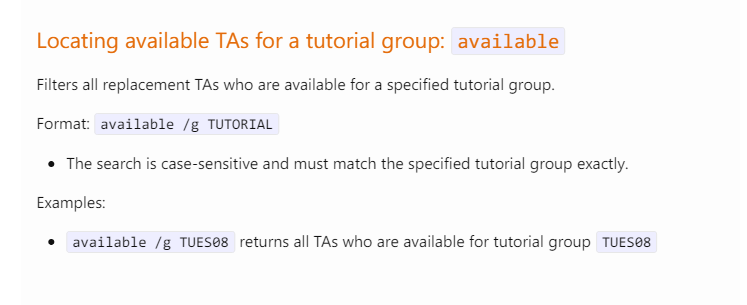 Locating available TAs for a tutorial group: available
Filters all replacement TAs who are available for a specified tutorial group.
Format: available /g TUTORIAL
• The search is case-sensitive and must match the specified tutorial group exactly.
Examples:
• available /g TUES08 returns all TAs who are available for tutorial group TUES08